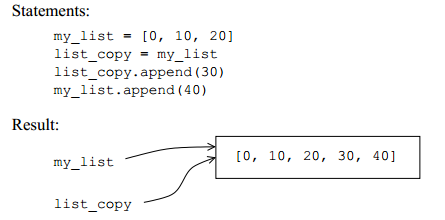 Statements:
my_list = [0, 10, 20]
list_copy = my_list
list_copy.append(30)
my_list.append(40)
Result:
my_list
[0, 10, 20, 30, 40]
list_copy